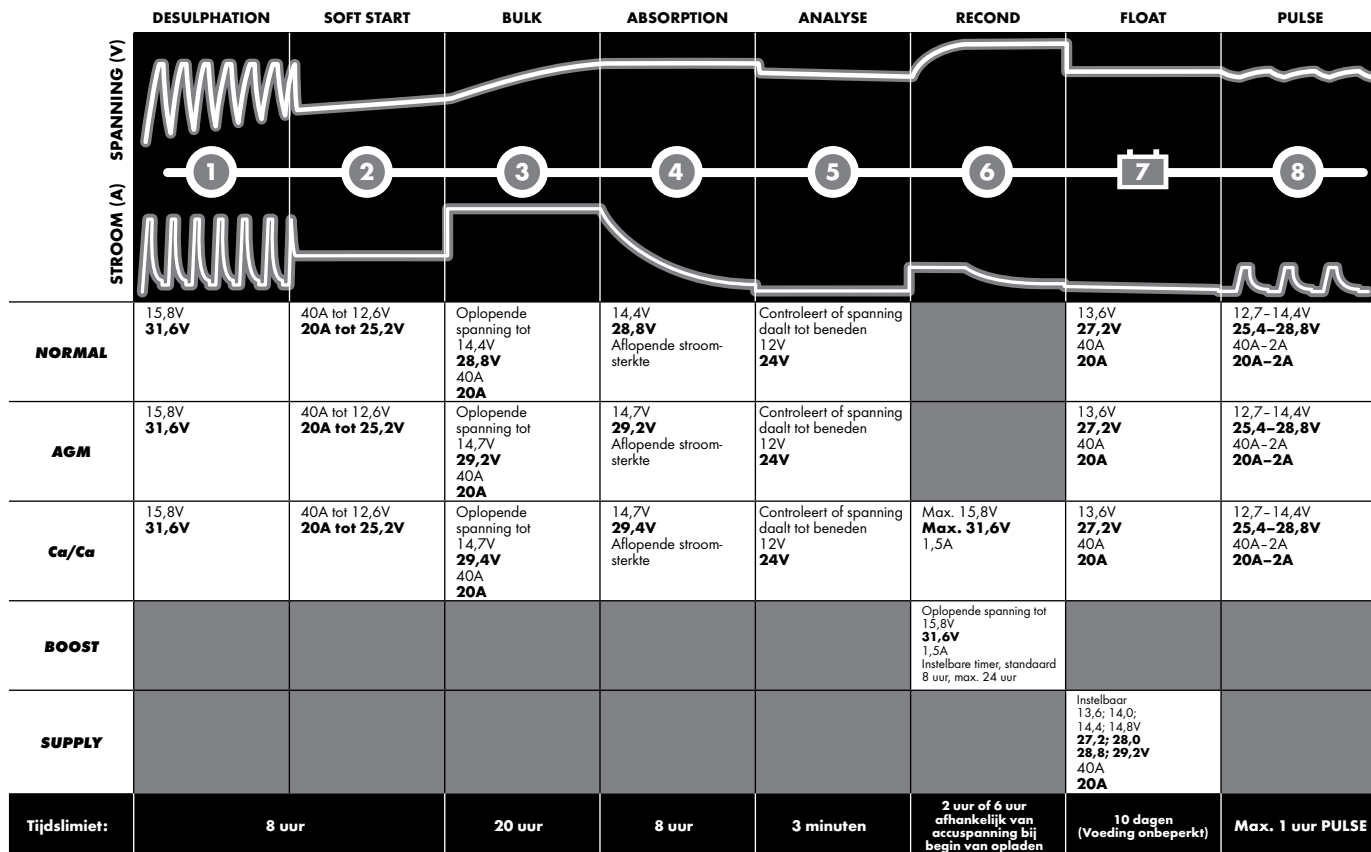 DESULPHATION SOFT START BULK ABSORPTION ANALYSE RECOND FLOAT PULSE
SPANNING (V)
STROOM (A)
1 2 3 4 5 6 7 8
NORMAL
15,8V
31,6V
40A tot 12,6V
20A tot 25,2V
Oplopende
spanning tot
14,4V
28,8V
40A
20A
14,4V
28,8V
Aflopende stroom-
sterkte
Controleert of spanning
daalt tot beneden
12V
24V
13,6V
27,2V
40A
20A
12,7–14,4V
25,4–28,8V
40A–2A
20A–2A
AGM
15,8V
31,6V
40A tot 12,6V
20A tot 25,2V
Oplopende
spanning tot
14,7V
29,2V
40A
20A
14,7V
29,2V
Aflopende stroom-
sterkte
Controleert of spanning
daalt tot beneden
12V
24V
13,6V
27,2V
40A
20A
12,7–14,4V
25,4–28,8V
40A–2A
20A–2A
Ca/Ca
15,8V
31,6V
40A tot 12,6V
20A tot 25,2V
Oplopende
spanning tot
14,7V
29,4V
40A
20A
14,7V
29,4V
Aflopende stroom-
sterkte
Controleert of spanning
daalt tot beneden
12V
24V
Max. 15,8V
Max. 31,6V
1,5A
13,6V
27,2V
40A
20A
12,7–14,4V
25,4–28,8V
40A–2A
20A–2A
BOOST
Oplopende spanning tot
15,8V
31,6V
1,5A
Instelbare timer, standaard
8 uur, max. 24 uur
SUPPLY
Instelbaar
13,6; 14,0;
14,4; 14,8V
27,2; 28,0
28,8; 29,2V
40A
20A
Tijdslimiet:
8 uur
20 uur
8 uur
3 minuten
2 uur of 6 uur
afhankelijk van
accuspanning bij
begin van opladen
10 dagen
(Voeding onbeperkt)
Max. 1 uur PULSE